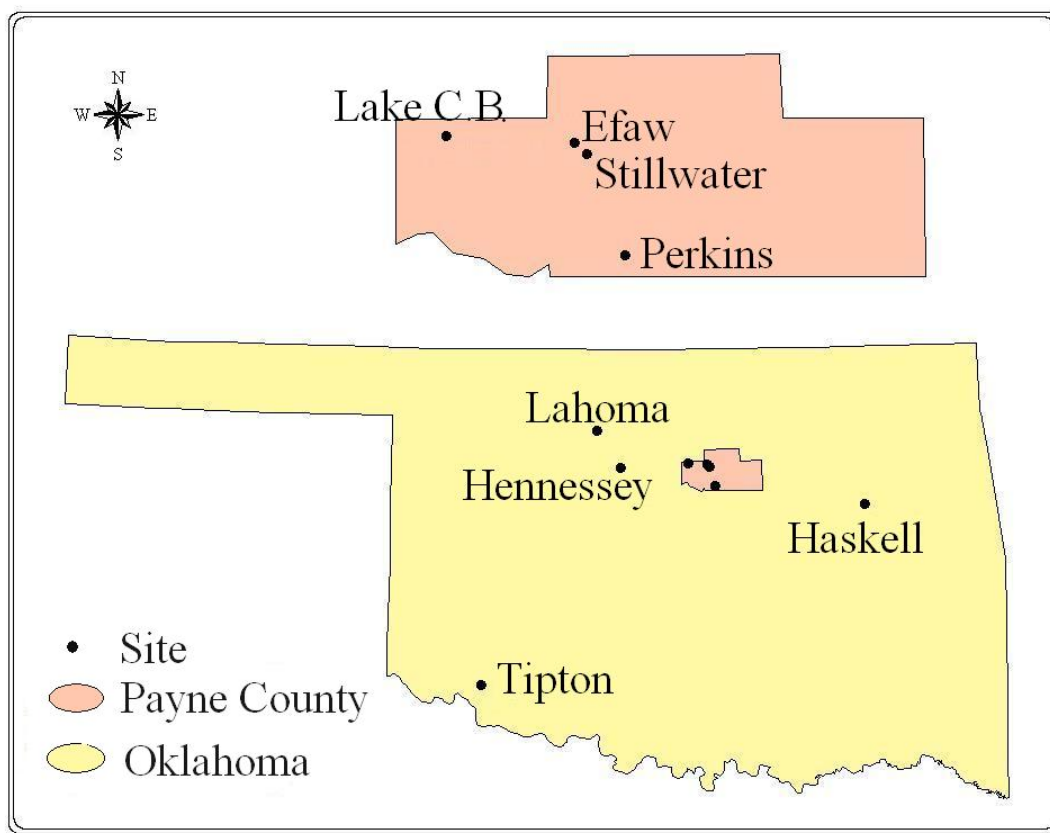 N
W E
S
Lake C.B.
Efaw
Stillwater
Perkins
Lahoma
Hennessey
Haskell
Tipton
Site
Payne County
Oklahoma